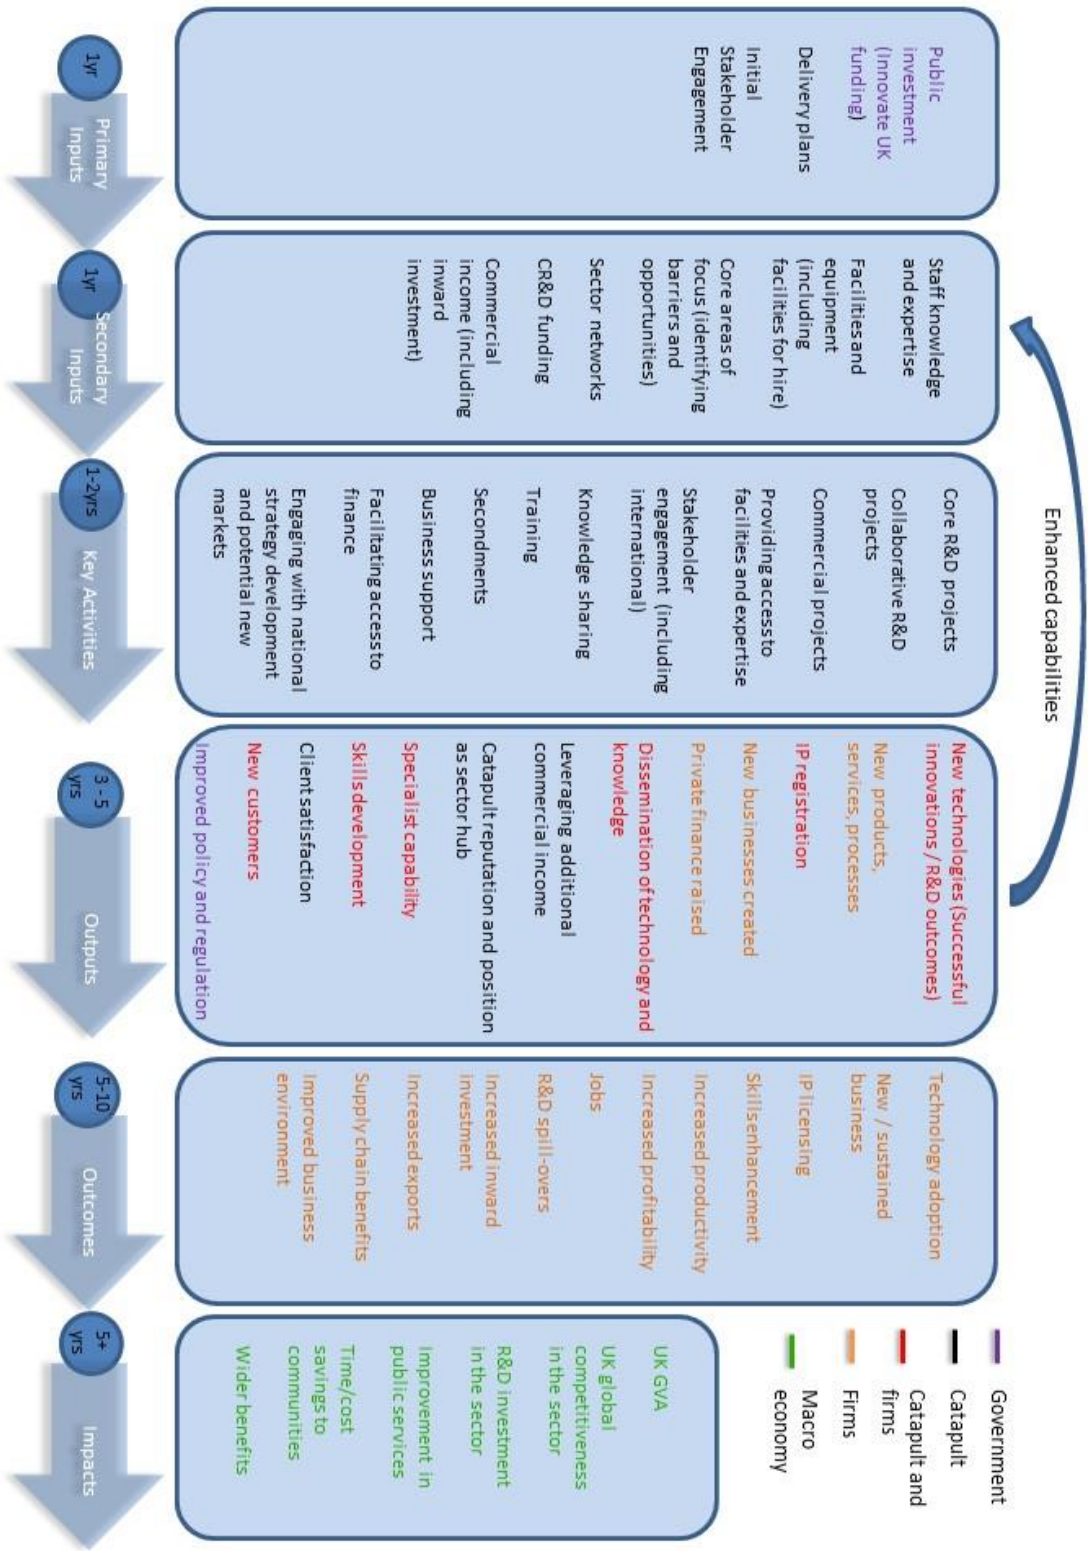 Enhanced capabilities
Government
Catapult
Catapult and
firms
Firms
Macro
economy
Public
investment
(Innovate UK
funding)
Delivery plans
Initial
Stakeholder
Engagement
Staff knowledge
and expertise
Facilities and
equipment
(including
facilities for hire)
Core areas of
focus (identifying
barriers and
opportunities)
Sector networks
CR&D funding
Commercial
income (including
inward
investment)
Core R&D projects
Collaborative R&D
projects
Commercial projects
Providing access to
facilities and expertise
Stakeholder
engagement (including
international)
Knowledge sharing
Training
Secondments
Business support
Facilitating access to
finance
Engaging with national
strategy development
and potential new
markets
New technologies (Successful
innovations / R&D outcomes)
New products,
services, processes
IP registration
New businesses created
Private finance raised
Dissemination of technology and
knowledge
Leveraging additional
commercial income
Catapult reputation and position
as sector hub
Specialist capability
Skills development
Client satisfaction
New customers
Improved policy and regulation
Technology adoption
New / sustained
business
IP licensing
Skills enhancement
Increased productivity
Increased profitability
Jobs
R&D spill-overs
Increased inward
investment
Increased exports
Supply chain benefits
Improved business
environment
UK GVA
UK global
competitiveness
in the sector
R&D investment
in the sector
Improvement in
public services
Time/cost
savings to
communities
Wider benefits
1yr
Primary
Inputs
1yr
Secondary
Inputs
1-2yrs
Key Activities
3 - 5
yrs
Outputs
5-10
yrs
Outcomes
5+
yrs
Impacts